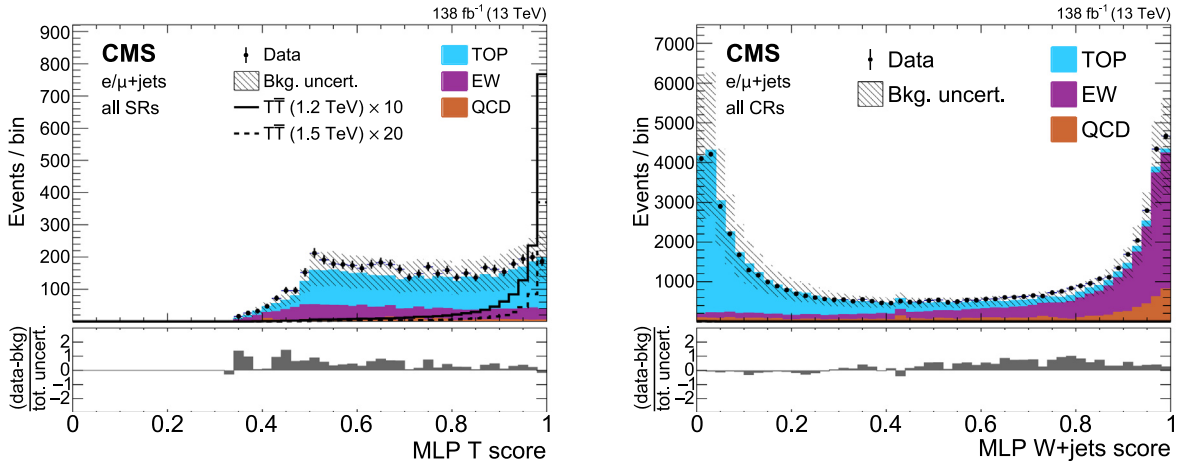 138 fb⁻¹ (13 TeV)
CMS
e/μ+jets
all SRs
Data
Bkg. uncert.
TT̅ (1.2 TeV) × 10
TT̅ (1.5 TeV) × 20
TOP
EW
QCD
Events / bin
900
800
700
600
500
400
300
200
100
(data-bkg)
tot. uncert.
2
1
0
−1
−2
0 0.2 0.4 0.6 0.8 1
MLP T score
138 fb⁻¹ (13 TeV)
CMS
e/μ+jets
all CRs
Data
Bkg. uncert.
TOP
EW
QCD
Events / bin
7000
6000
5000
4000
3000
2000
1000
(data-bkg)
tot. uncert.
2
1
0
−1
−2
0 0.2 0.4 0.6 0.8 1
MLP W+jets score